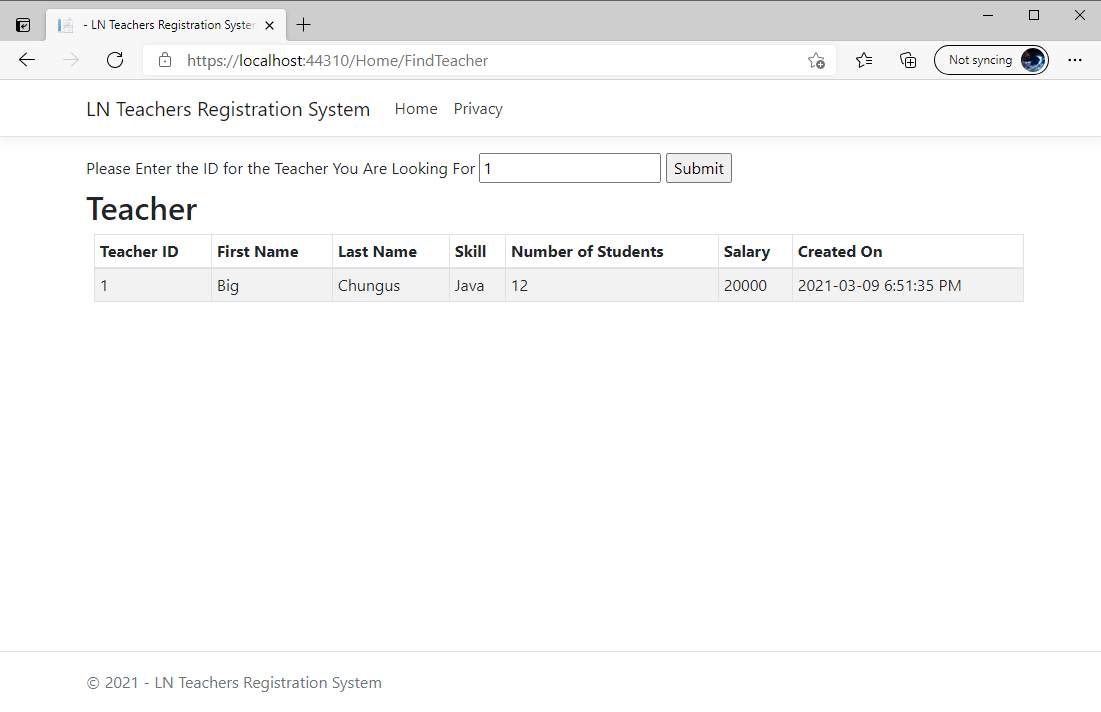 - LN Teachers Registration Syster
https://localhost:44310/Home/FindTeacher
Not syncing
LN Teachers Registration System Home Privacy
Please Enter the ID for the Teacher You Are Looking For 1 Submit
Teacher
Teacher ID First Name Last Name Skill Number of Students Salary Created On
1 Big Chungus Java 12 20000 2021-03-09 6:51:35 PM
© 2021 - LN Teachers Registration System